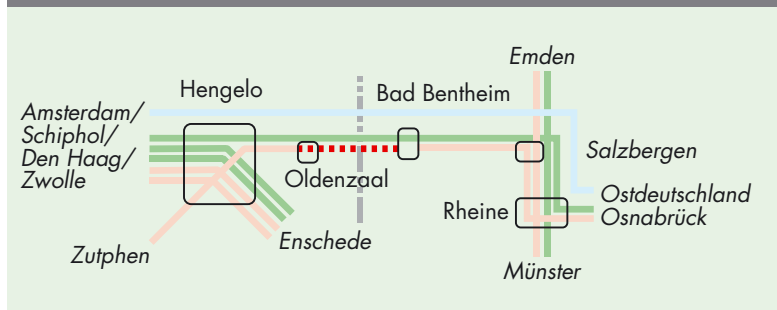 Emden
Hengelo
Bad Bentheim
Amsterdam/
Schiphol/
Den Haag/
Zwolle
Salzbergen
Oldenzaal
Ostdeutschland
Osnabrück
Rheine
Enschede
Zutphen
Münster